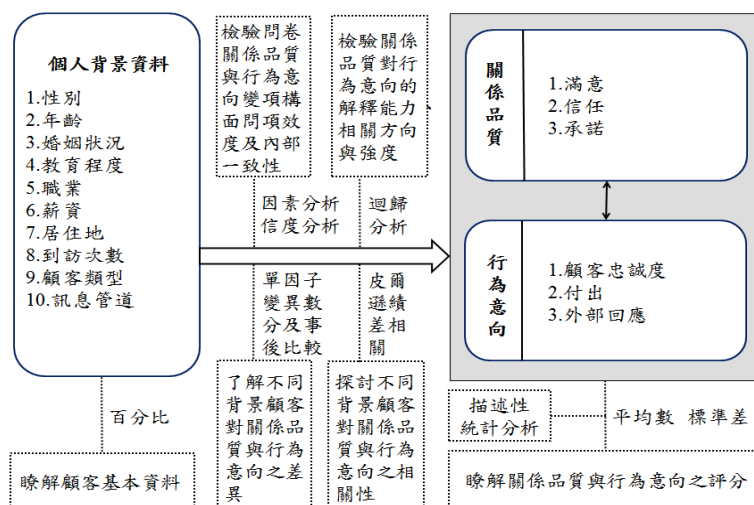 個人背景資料
1.性別
2.年齡
3.婚姻狀況
4.教育程度
5.職業
6.薪資
7.居住地
8.到訪次數
9.顧客類型
10.訊息管道
檢驗問卷
關係品質
與行為意
向變項構
面問項效
度及內部
一致性
檢驗關係
品質對行
為意向的
解釋能力
相關方向
與強度
因素分析
信度分析
迴歸
分析
單因子
變異數
分及事
後比較
皮爾
遜績
差相
關
了解不同
背景顧客
對關係品
質與行為
意向之差
異
探討不同
背景顧客
對關係品
質與行為
意向之相
關性
關係品質
1.滿意
2.信任
3.承諾
行為意向
1.顧客忠誠度
2.付出
3.外部回應
百分比
瞭解顧客基本資料
描述性
統計分析
平均數 標準差
瞭解關係品質與行為意向之評分